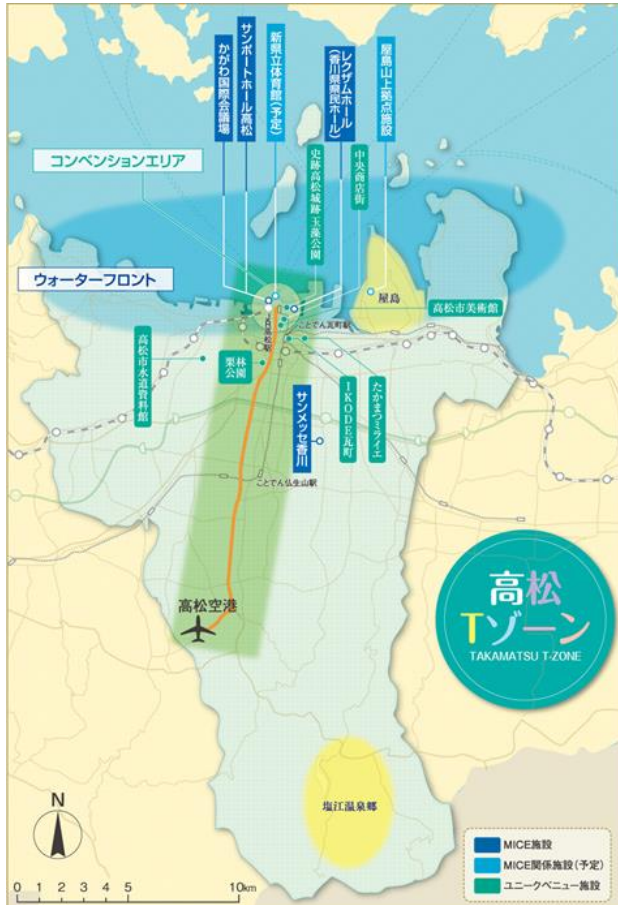 かがわ国際会議場
サンポートホール高松
新県立体育館(予定)
レクザムホール
(香川県県民ホール)
屋島山上拠点施設
コンベンションエリア
史跡高松城跡 玉藻公園
中央商店街
ウォーターフロント
屋島
高松市美術館
JR高松駅
ことでん瓦町駅
高松市水道資料館
栗林
公園
サンメッセ香川
IKODE瓦町
たかまつミライエ
ことでん仏生山駅
高松空港
高松
Tゾーン
TAKAMATSU T-ZONE
塩江温泉郷
N
0 1 2 3 4 5 10km
MICE施設
MICE関係施設(予定)
ユニークベニュー施設